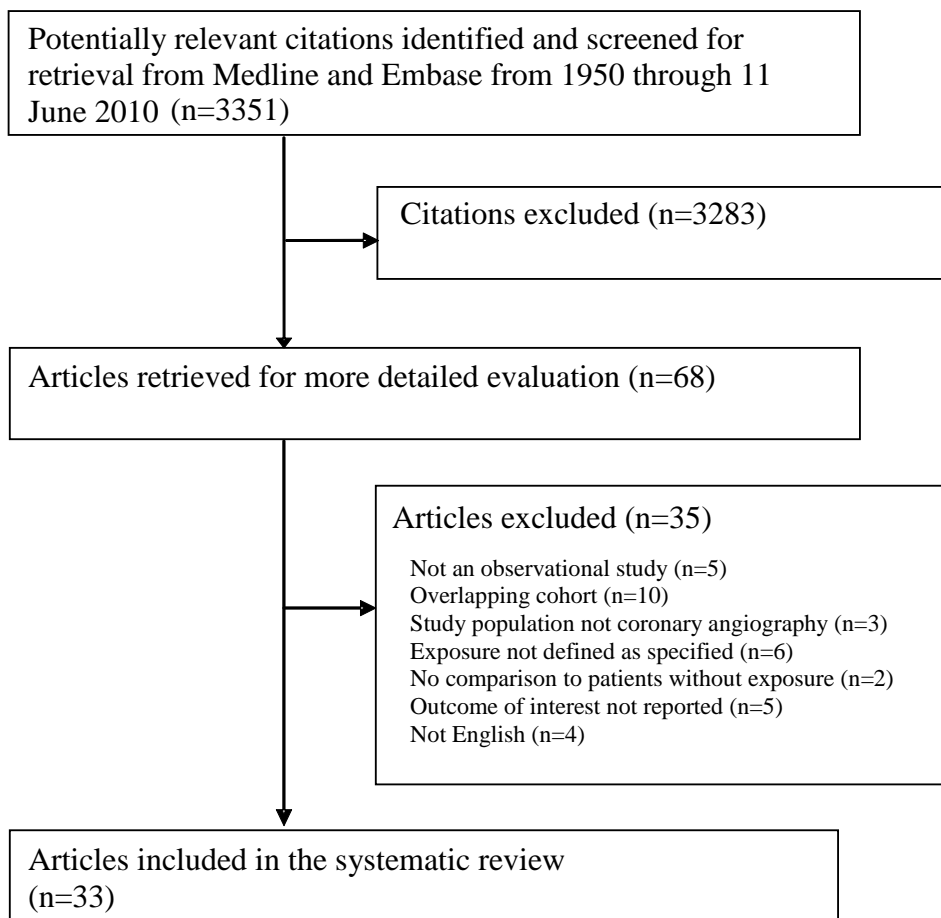 Potentially relevant citations identified and screened for
retrieval from Medline and Embase from 1950 through 11
June 2010 (n=3351)
Citations excluded (n=3283)
Articles retrieved for more detailed evaluation (n=68)
Articles excluded (n=35)
Not an observational study (n=5)
Overlapping cohort (n=10)
Study population not coronary angiography (n=3)
Exposure not defined as specified (n=6)
No comparison to patients without exposure (n=2)
Outcome of interest not reported (n=5)
Not English (n=4)
Articles included in the systematic review
(n=33)